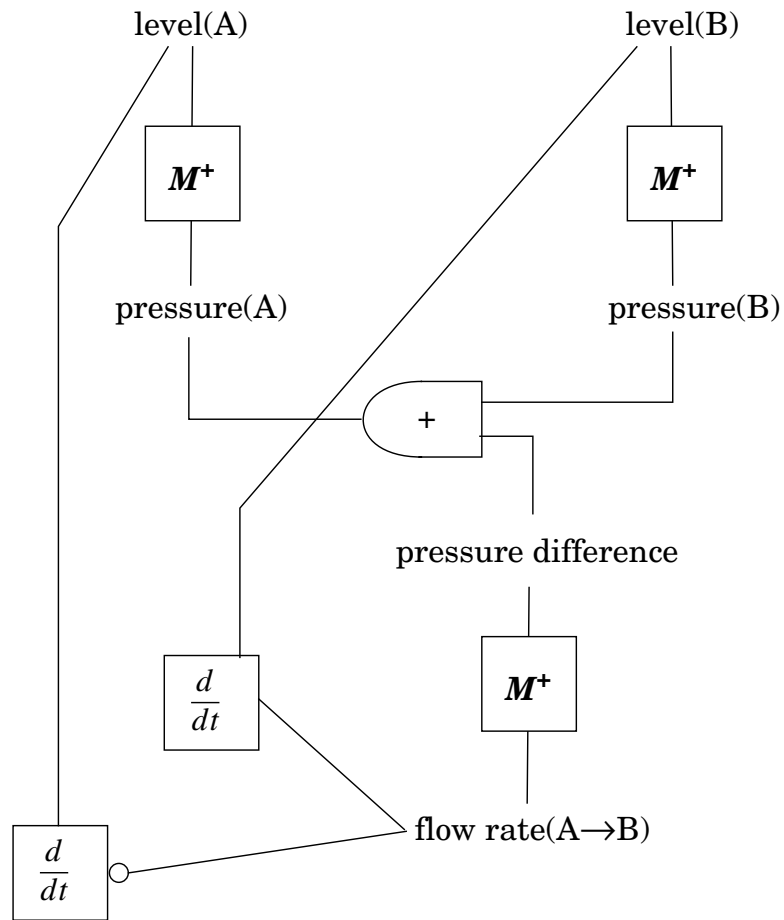 level(A) level(B)
M⁺ M⁺
pressure(A) pressure(B)
+
pressure difference
d/dt M⁺
flow rate(A→B)
d/dt